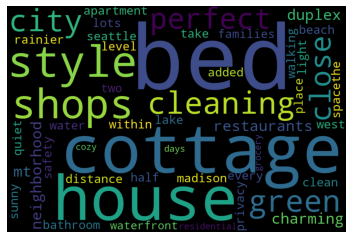 apartment
duplex
city
perfect
rainier
seattle
lots
take
families
beach
style
bed
level
added
walking
light
two
place
spacethe
close
shops
cleaning
quiet
water
within
lake
restaurants
west
cottage
mt
neighborhood
safety
cozy
days
grocery
distance
half
madison
every
privacy
clean
house
green
sunny
bathroom
waterfront
residential
charming